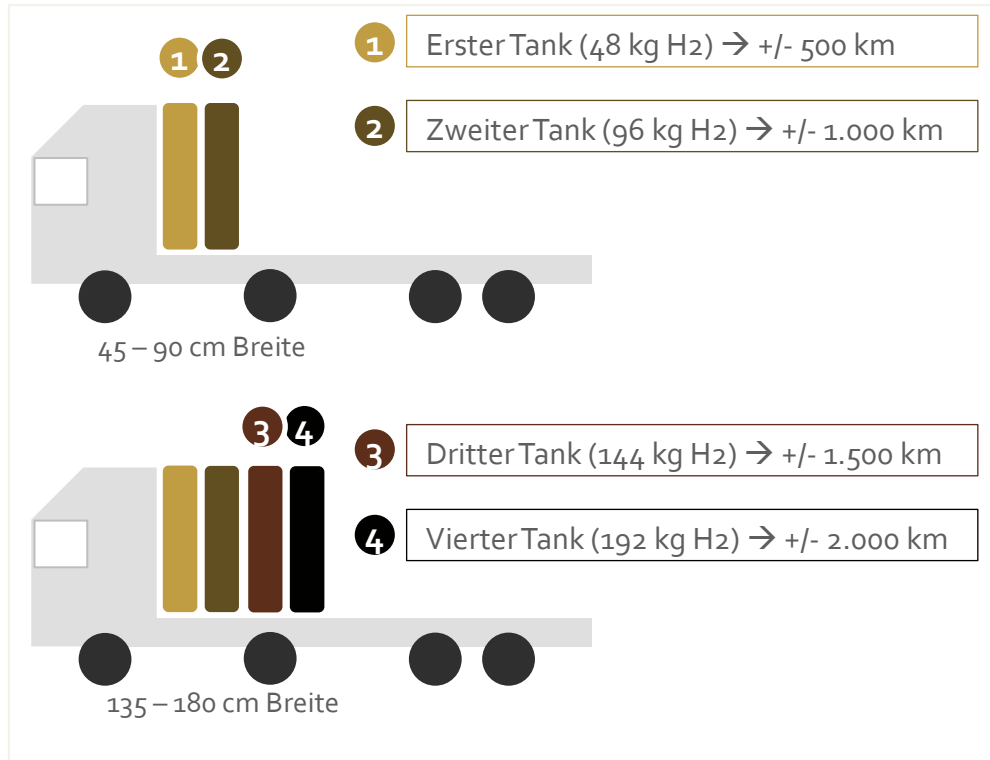 1 2
1 Erster Tank (48 kg H2) → +/- 500 km
2 Zweiter Tank (96 kg H2) → +/- 1.000 km
45 – 90 cm Breite
3 4
3 Dritter Tank (144 kg H2) → +/- 1.500 km
4 Vierter Tank (192 kg H2) → +/- 2.000 km
135 – 180 cm Breite